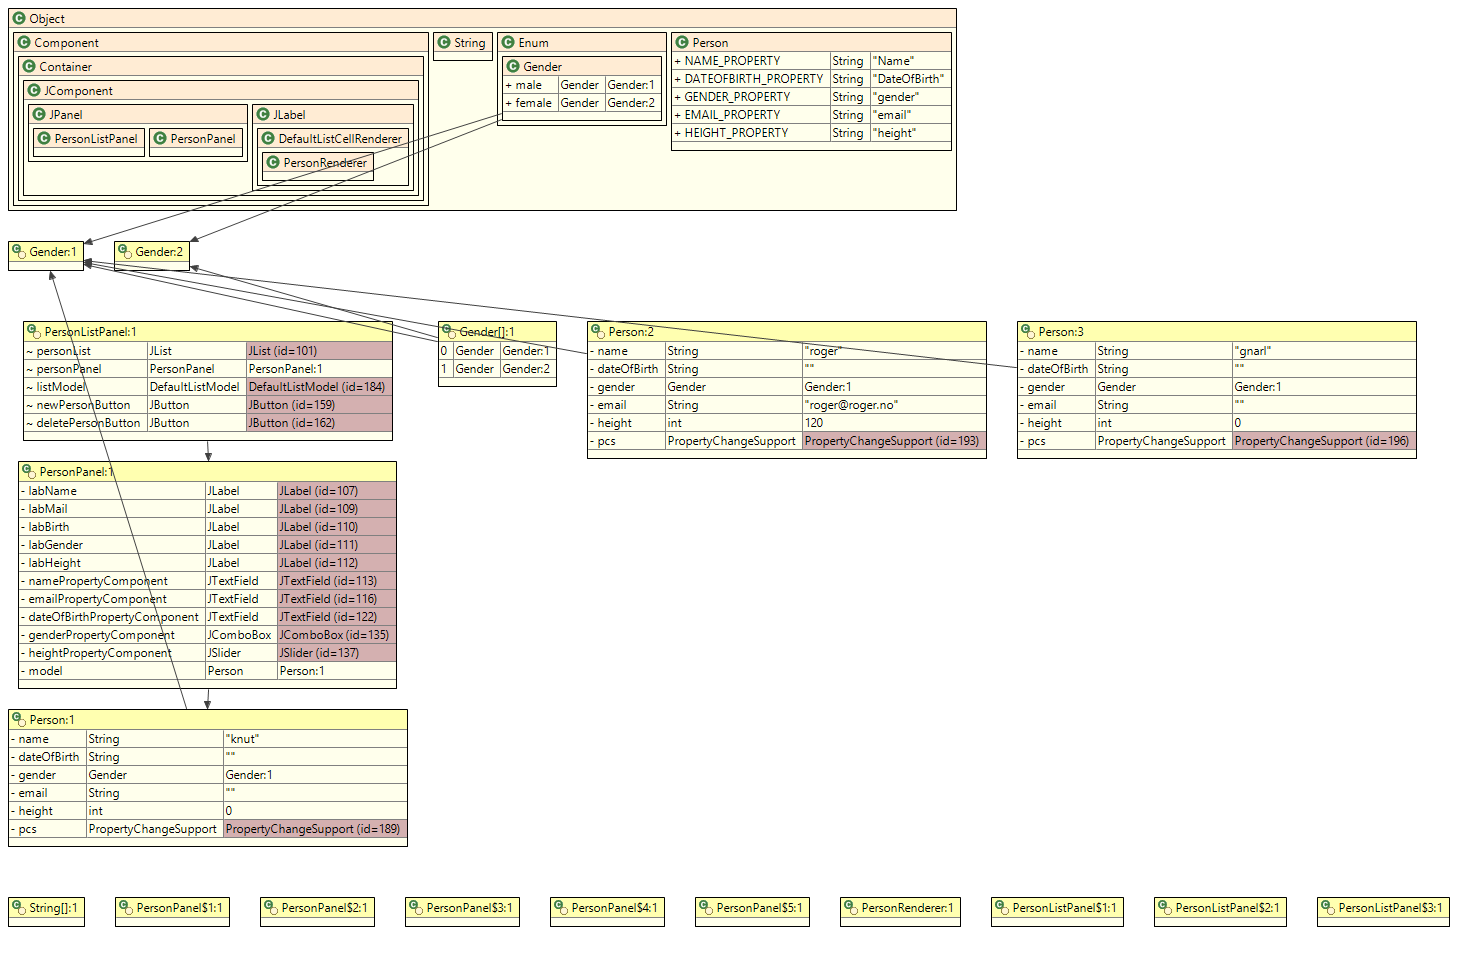 Object
Component
String
Enum
Person
Container
Gender
+ NAME_PROPERTY String "Name"
JComponent
+ male Gender Gender:1
+ DATEOFBIRTH_PROPERTY String "DateOfBirth"
+ female Gender Gender:2
+ GENDER_PROPERTY String "gender"
JPanel
JLabel
+ EMAIL_PROPERTY String "email"
PersonListPanel
PersonPanel
DefaultListCellRenderer
+ HEIGHT_PROPERTY String "height"
PersonRenderer
Gender:1
Gender:2
PersonListPanel:1
~ personList JList JList (id=101)
~ personPanel PersonPanel PersonPanel:1
~ listModel DefaultListModel DefaultListModel (id=184)
~ newPersonButton JButton JButton (id=159)
~ deletePersonButton JButton JButton (id=162)
Gender[]:1
0 Gender Gender:1
1 Gender Gender:2
Person:2
- name String "roger"
- dateOfBirth String ""
- gender Gender Gender:1
- email String "roger@roger.no"
- height int 120
- pcs PropertyChangeSupport PropertyChangeSupport (id=193)
Person:3
- name String "gnarl"
- dateOfBirth String ""
- gender Gender Gender:1
- email String ""
- height int 0
- pcs PropertyChangeSupport PropertyChangeSupport (id=196)
PersonPanel:1
- labName JLabel JLabel (id=107)
- labMail JLabel JLabel (id=109)
- labBirth JLabel JLabel (id=110)
- labGender JLabel JLabel (id=111)
- labHeight JLabel JLabel (id=112)
- namePropertyComponent JTextField JTextField (id=113)
- emailPropertyComponent JTextField JTextField (id=116)
- dateOfBirthPropertyComponent JTextField JTextField (id=122)
- genderPropertyComponent JComboBox JComboBox (id=135)
- heightPropertyComponent JSlider JSlider (id=137)
- model Person Person:1
Person:1
- name String "knut"
- dateOfBirth String ""
- gender Gender Gender:1
- email String ""
- height int 0
- pcs PropertyChangeSupport PropertyChangeSupport (id=189)
String[]:1
PersonPanel$1:1
PersonPanel$2:1
PersonPanel$3:1
PersonPanel$4:1
PersonPanel$5:1
PersonRenderer:1
PersonListPanel$1:1
PersonListPanel$2:1
PersonListPanel$3:1